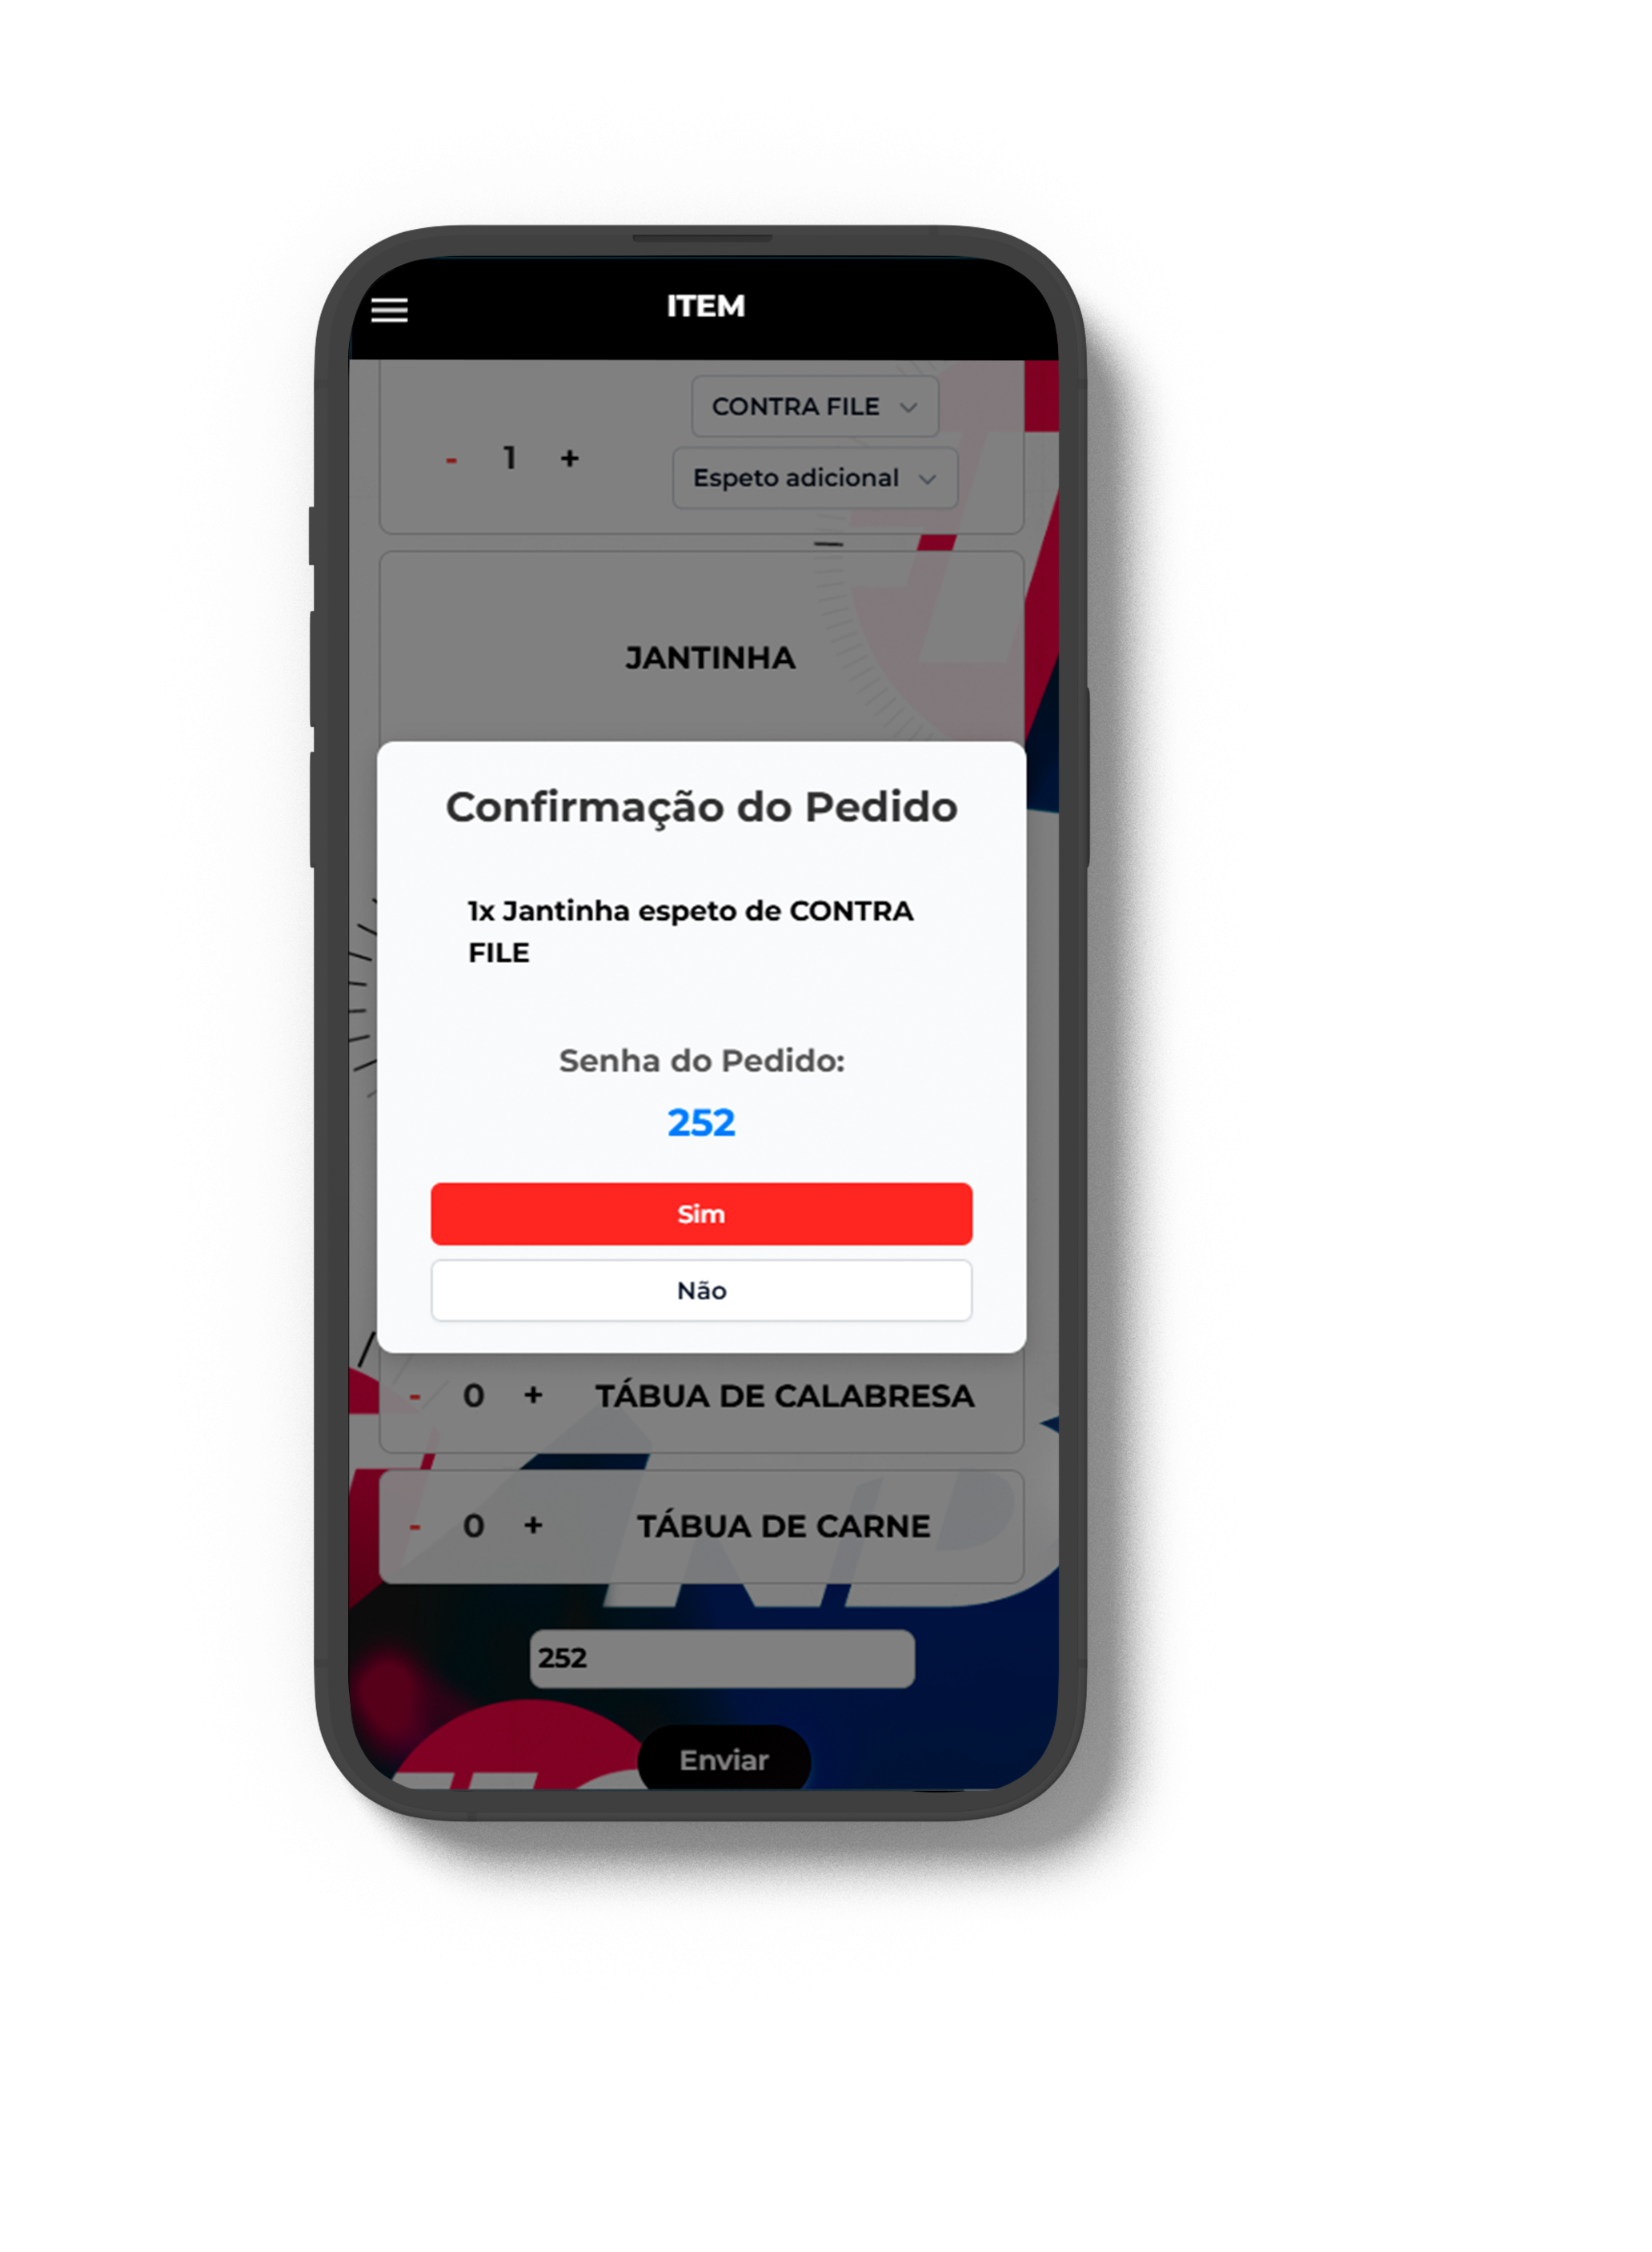 ITEM
CONTRA FILE
- 1 +
Espeto adicional
JANTINHA
Confirmação do Pedido
1x Jantinha espeto de CONTRA
FILE
Senha do Pedido:
252
Sim
Não
- 0 + TÁBUA DE CALABRESA
- 0 + TÁBUA DE CARNE
252
Enviar